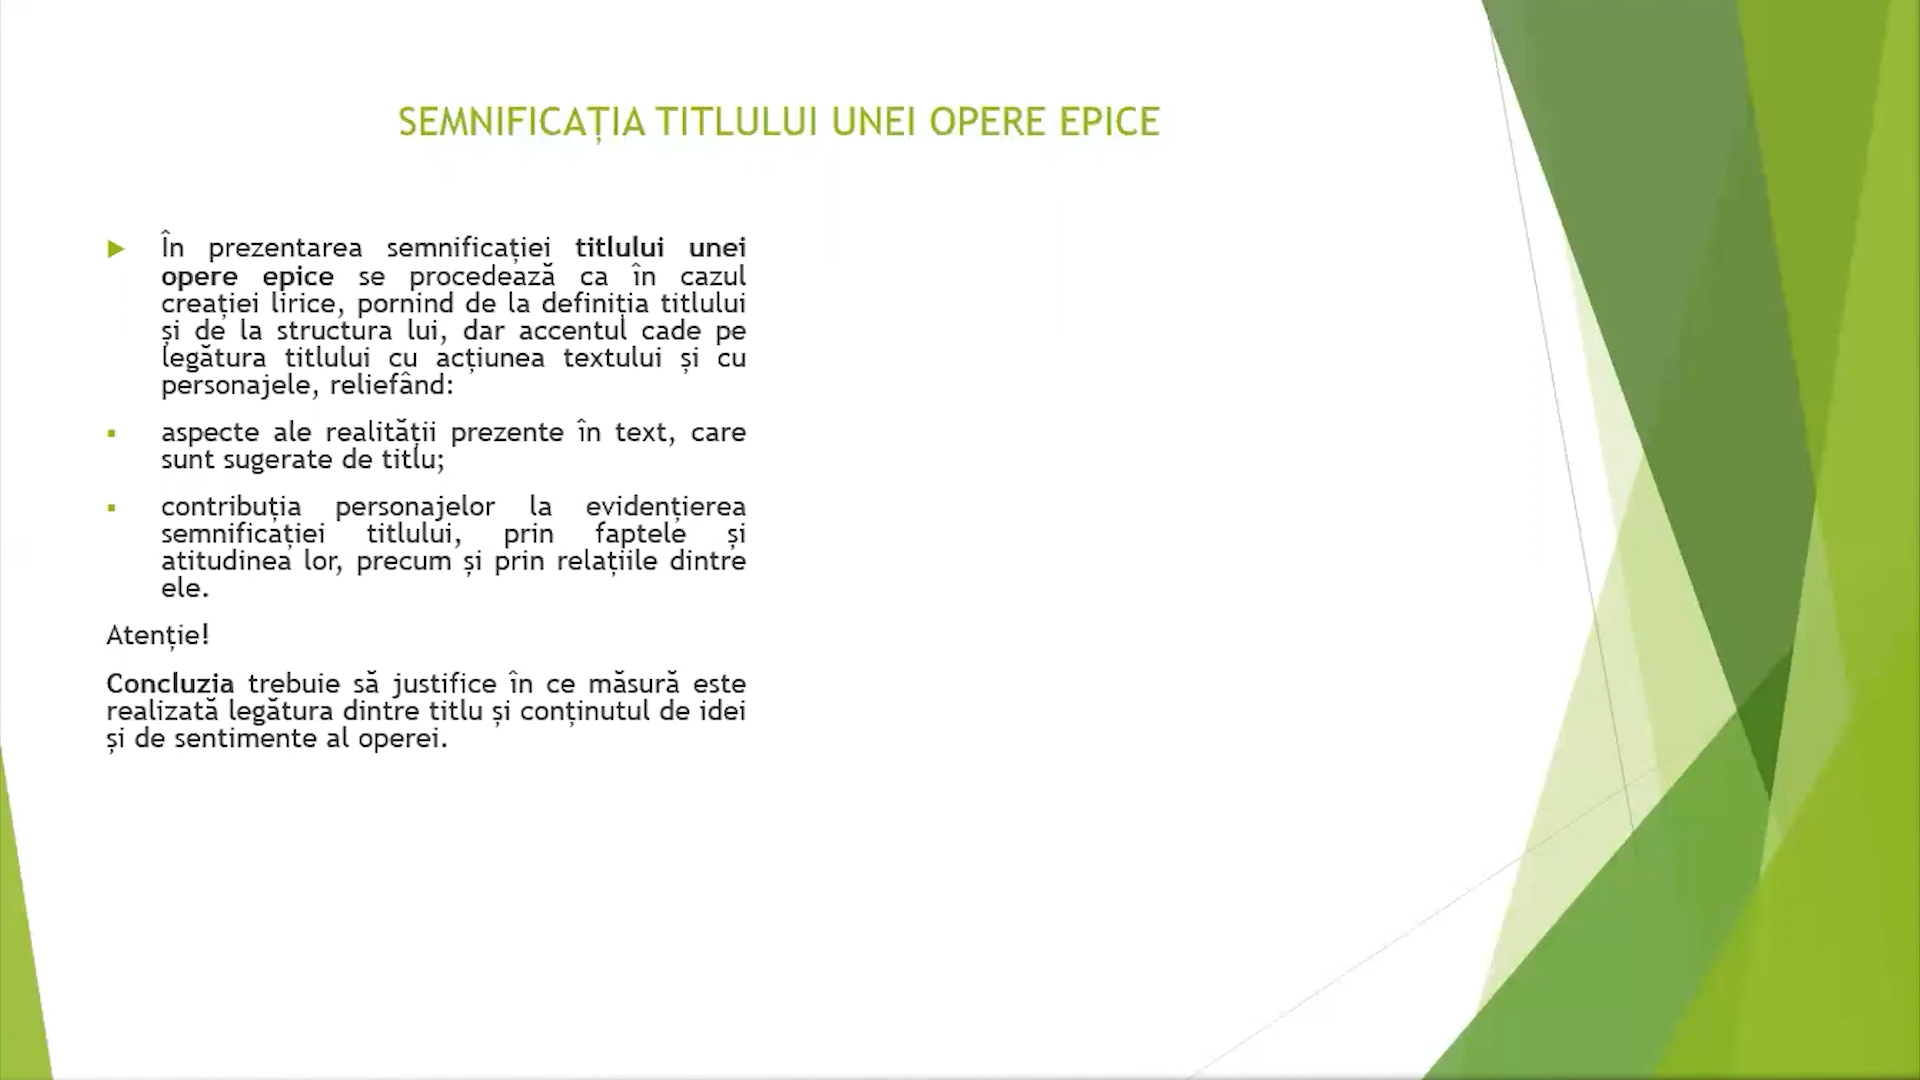 SEMNIFICAȚIA TITLULUI UNEI OPERE EPICE
În prezentarea semnificației titlului unei
opere epice se procedează ca în cazul
creației lirice, pornind de la definiția titlului
și de la structura lui, dar accentul cade pe
legătura titlului cu acțiunea textului și cu
personajele, reliefând:
aspecte ale realității prezente în text, care
sunt sugerate de titlu;
contribuția personajelor la evidențierea
semnificației titlului, prin faptele și
atitudinea lor, precum și prin relațiile dintre
ele.
Atenție!
Concluzia trebuie să justifice în ce măsură este
realizată legătura dintre titlu și conținutul de idei
și de sentimente al operei.